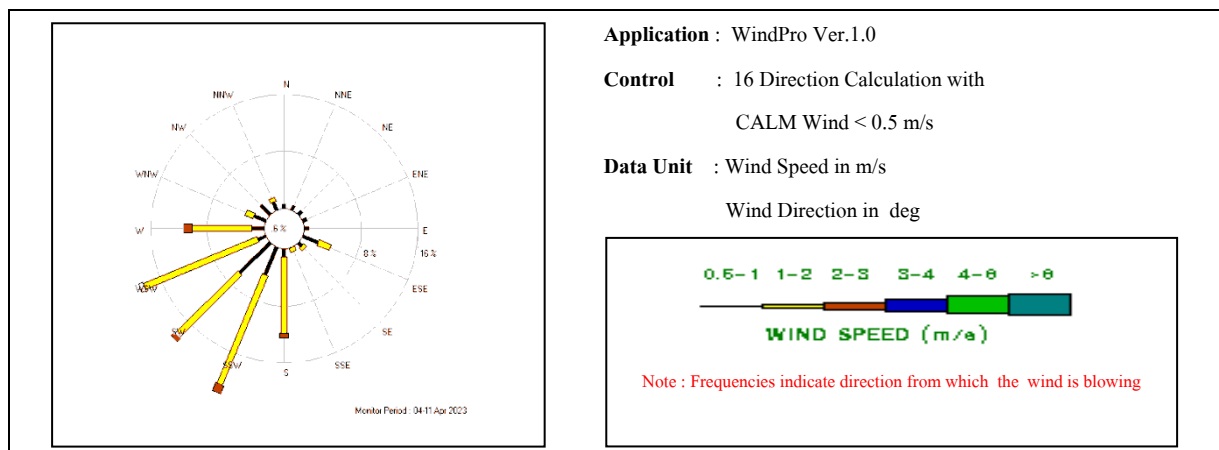 Application : WindPro Ver.1.0
Control : 16 Direction Calculation with
CALM Wind < 0.5 m/s
Data Unit : Wind Speed in m/s
Wind Direction in deg
N
NNW
NNE
NW
NE
WNW
ENE
W
6 %
E
8 %
16 %
WSW
ESE
SW
SE
SSW
SSE
S
Monitor Period : 04-11 Apr 2023
0.5-1 1-2 2-3 3-4 4-6 >6
WIND SPEED (m/s)
Note : Frequencies indicate direction from which the wind is blowing